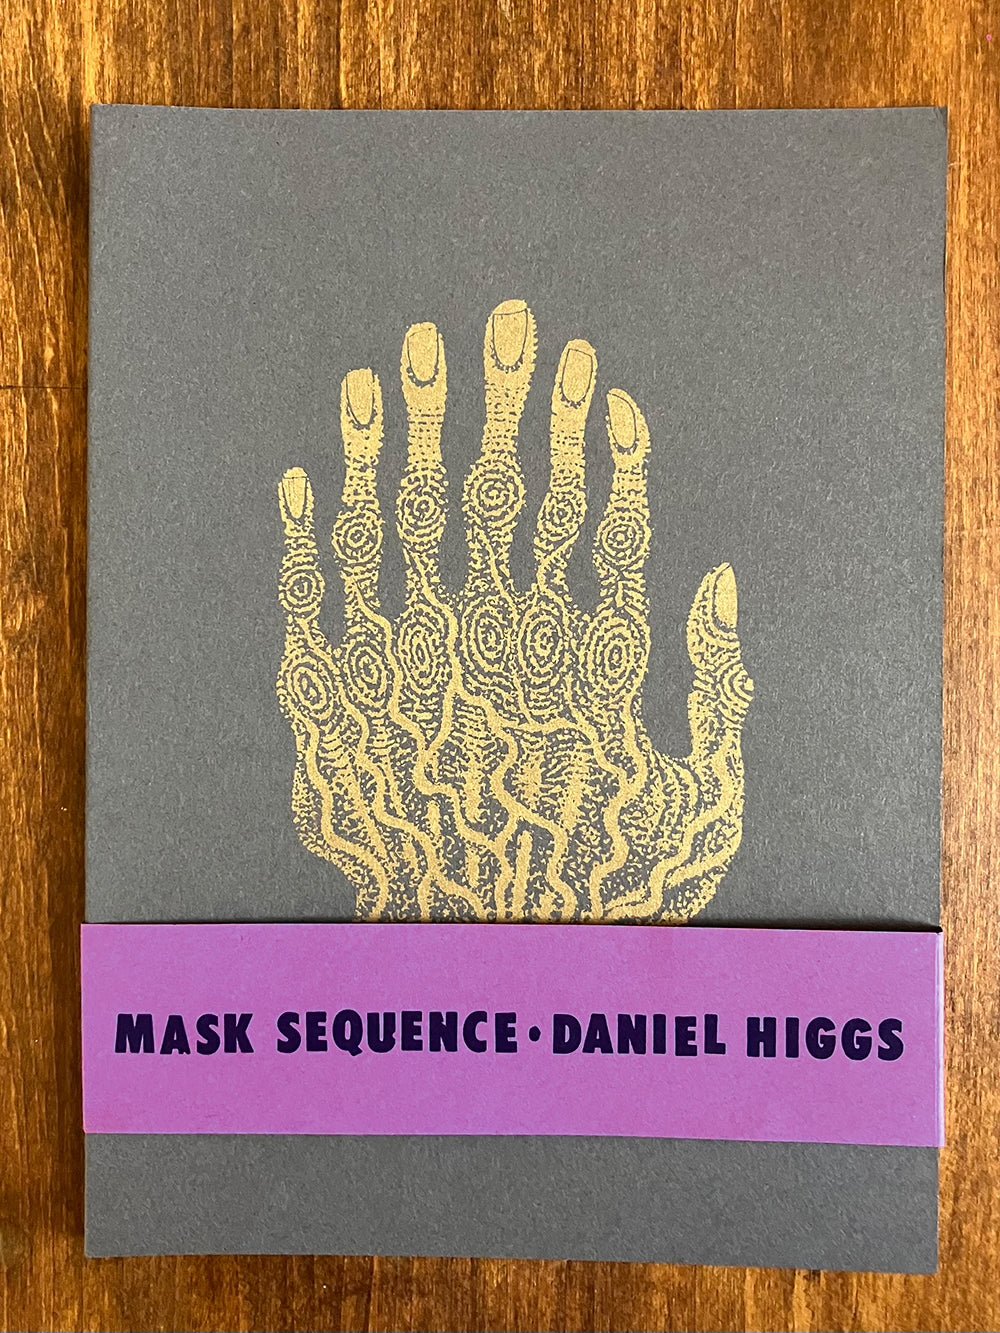 MASK SEQUENCE • DANIEL HIGGS